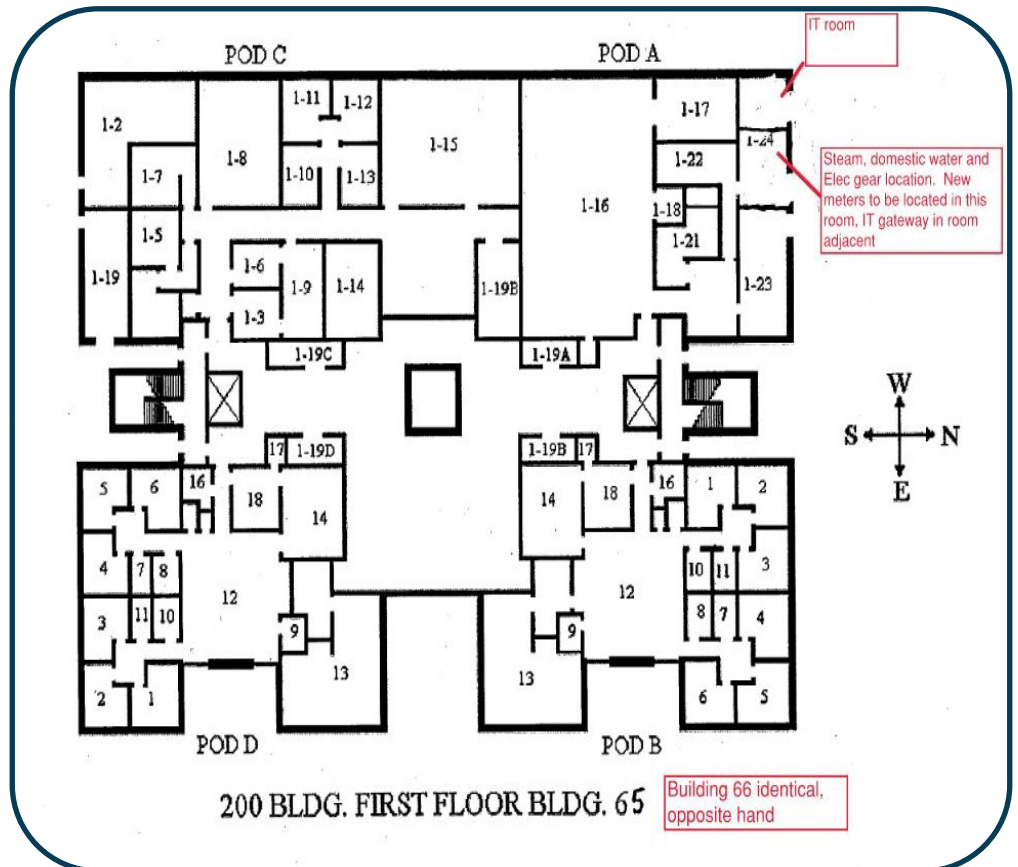 IT room
POD C
POD A
1-11
1-12
1-17
1-2
1-8
1-15
1-24
1-7
1-10
1-13
1-22
Steam, domestic water and
Elec gear location. New
meters to be located in this
room, IT gateway in room
adjacent
1-16
1-18
1-5
1-21
1-19
1-6
1-9
1-14
1-19B
1-23
1-3
1-19C
1-19A
W
S
N
E
17
1-19D
1-19B
17
5
6
16
18
14
14
18
16
1
2
4
7
8
12
12
10
11
3
3
11
10
9
9
8
7
4
2
1
13
13
6
5
POD D
POD B
200 BLDG. FIRST FLOOR BLDG. 65
Building 66 identical,
opposite hand